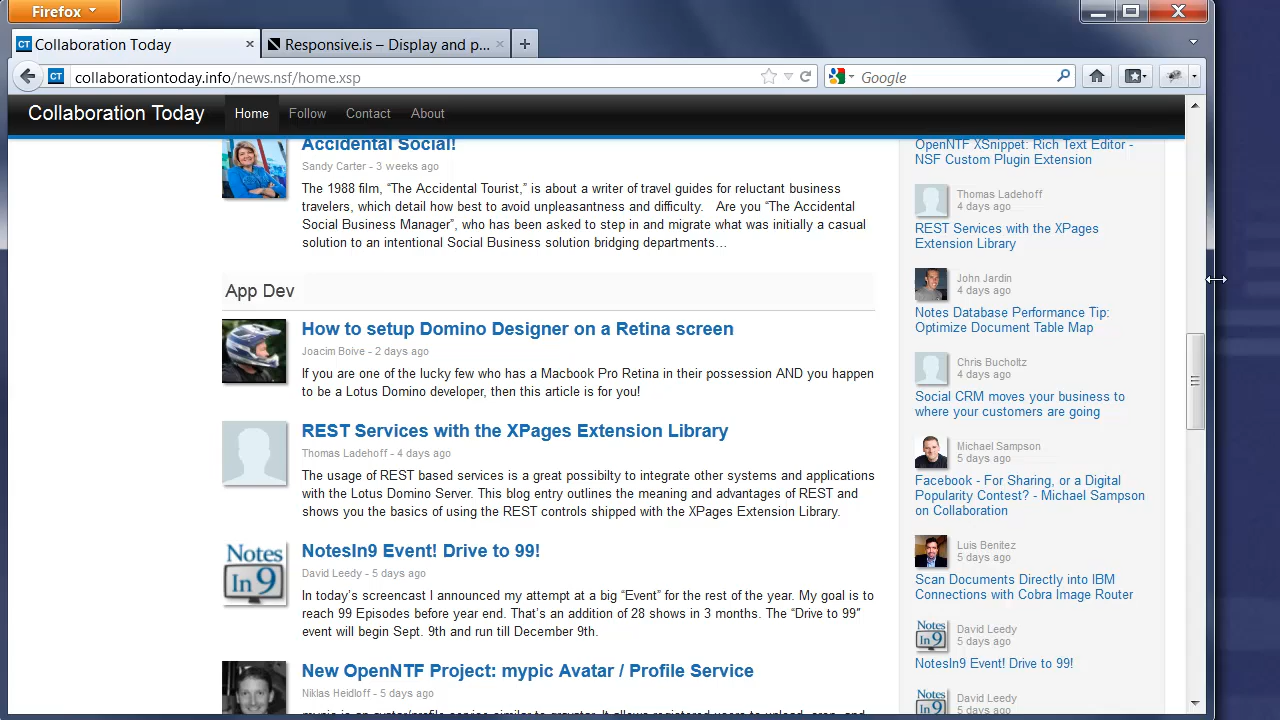 Firefox
Collaboration Today
Responsive.is – Display and p...
collaborationtoday.info/news.nsf/home.xsp
Google
Collaboration Today
Home
Follow
Contact
About
Accidental Social!
Sandy Carter - 3 weeks ago
The 1988 film, “The Accidental Tourist,” is about a writer of travel guides for reluctant business
travelers, which detail how best to avoid unpleasantness and difficulty. Are you “The Accidental
Social Business Manager”, who has been asked to step in and migrate what was initially a casual
solution to an intentional Social Business solution bridging departments…
App Dev
How to setup Domino Designer on a Retina screen
Joacim Boive - 2 days ago
If you are one of the lucky few who has a Macbook Pro Retina in their possession AND you happen
to be a Lotus Domino developer, then this article is for you!
REST Services with the XPages Extension Library
Thomas Ladehoff - 4 days ago
The usage of REST based services is a great possibilty to integrate other systems and applications
with the Lotus Domino Server. This blog entry outlines the meaning and advantages of REST and
shows you the basics of using the REST controls shipped with the XPages Extension Library.
Notes
In 9
NotesIn9 Event! Drive to 99!
David Leedy - 5 days ago
In today’s screencast I announced my attempt at a big “Event” for the rest of the year. My goal is to
reach 99 Episodes before year end. That’s an addition of 28 shows in 3 months. The “Drive to 99″
event will begin Sept. 9th and run till December 9th.
New OpenNTF Project: mypic Avatar / Profile Service
Niklas Heidloff - 5 days ago
OpenNTF XSnippet: Rich Text Editor -
NSF Custom Plugin Extension
Thomas Ladehoff
4 days ago
REST Services with the XPages
Extension Library
John Jardin
4 days ago
Notes Database Performance Tip:
Optimize Document Table Map
Chris Bucholtz
4 days ago
Social CRM moves your business to
where your customers are going
Michael Sampson
5 days ago
Facebook - For Sharing, or a Digital
Popularity Contest? - Michael Sampson
on Collaboration
Luis Benitez
5 days ago
Scan Documents Directly into IBM
Connections with Cobra Image Router
Notes
In 9
David Leedy
5 days ago
NotesIn9 Event! Drive to 99!
Notes
David Leedy
5 days ago